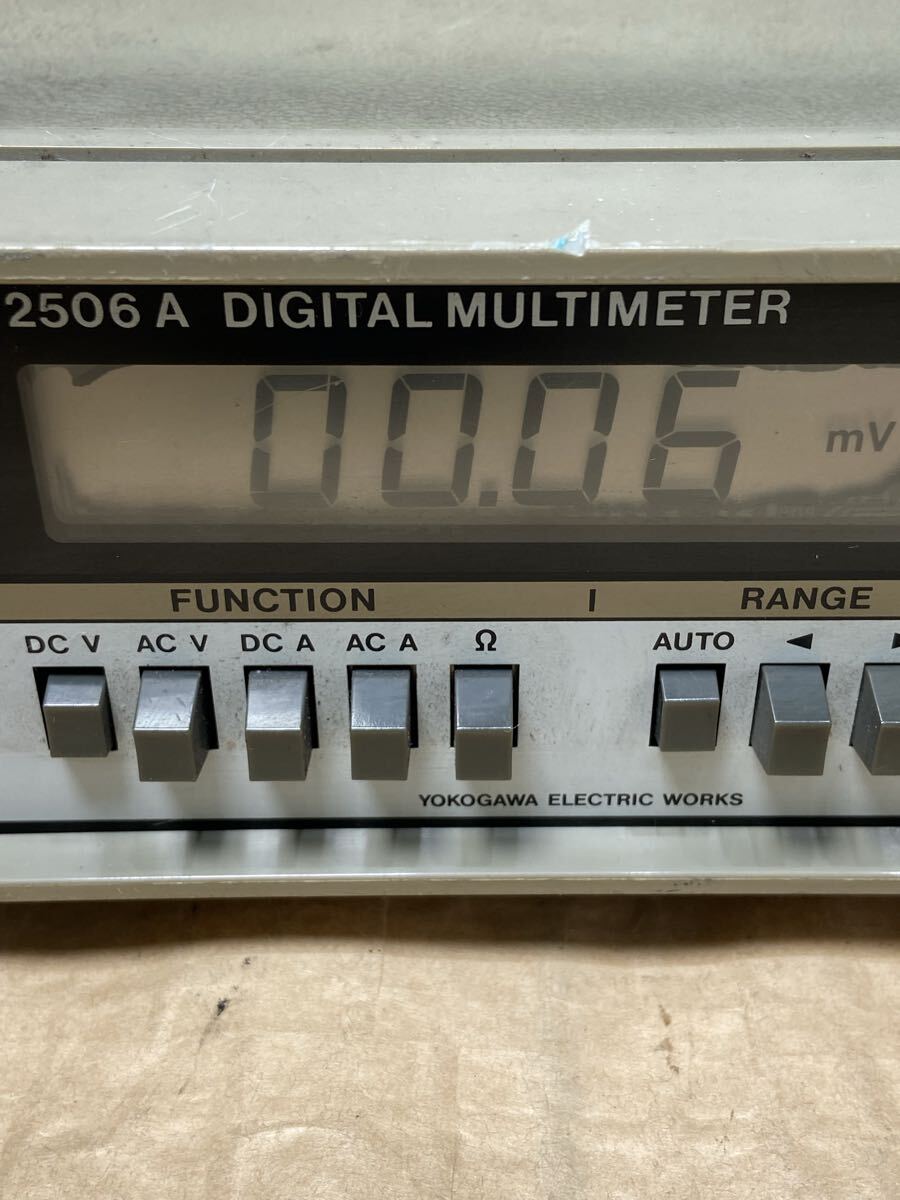 2506 A DIGITAL MULTIMETER
00.06 mV
FUNCTION I RANGE
DC V AC V DC A AC A Ω AUTO ◄ ►
YOKOGAWA ELECTRIC WORKS